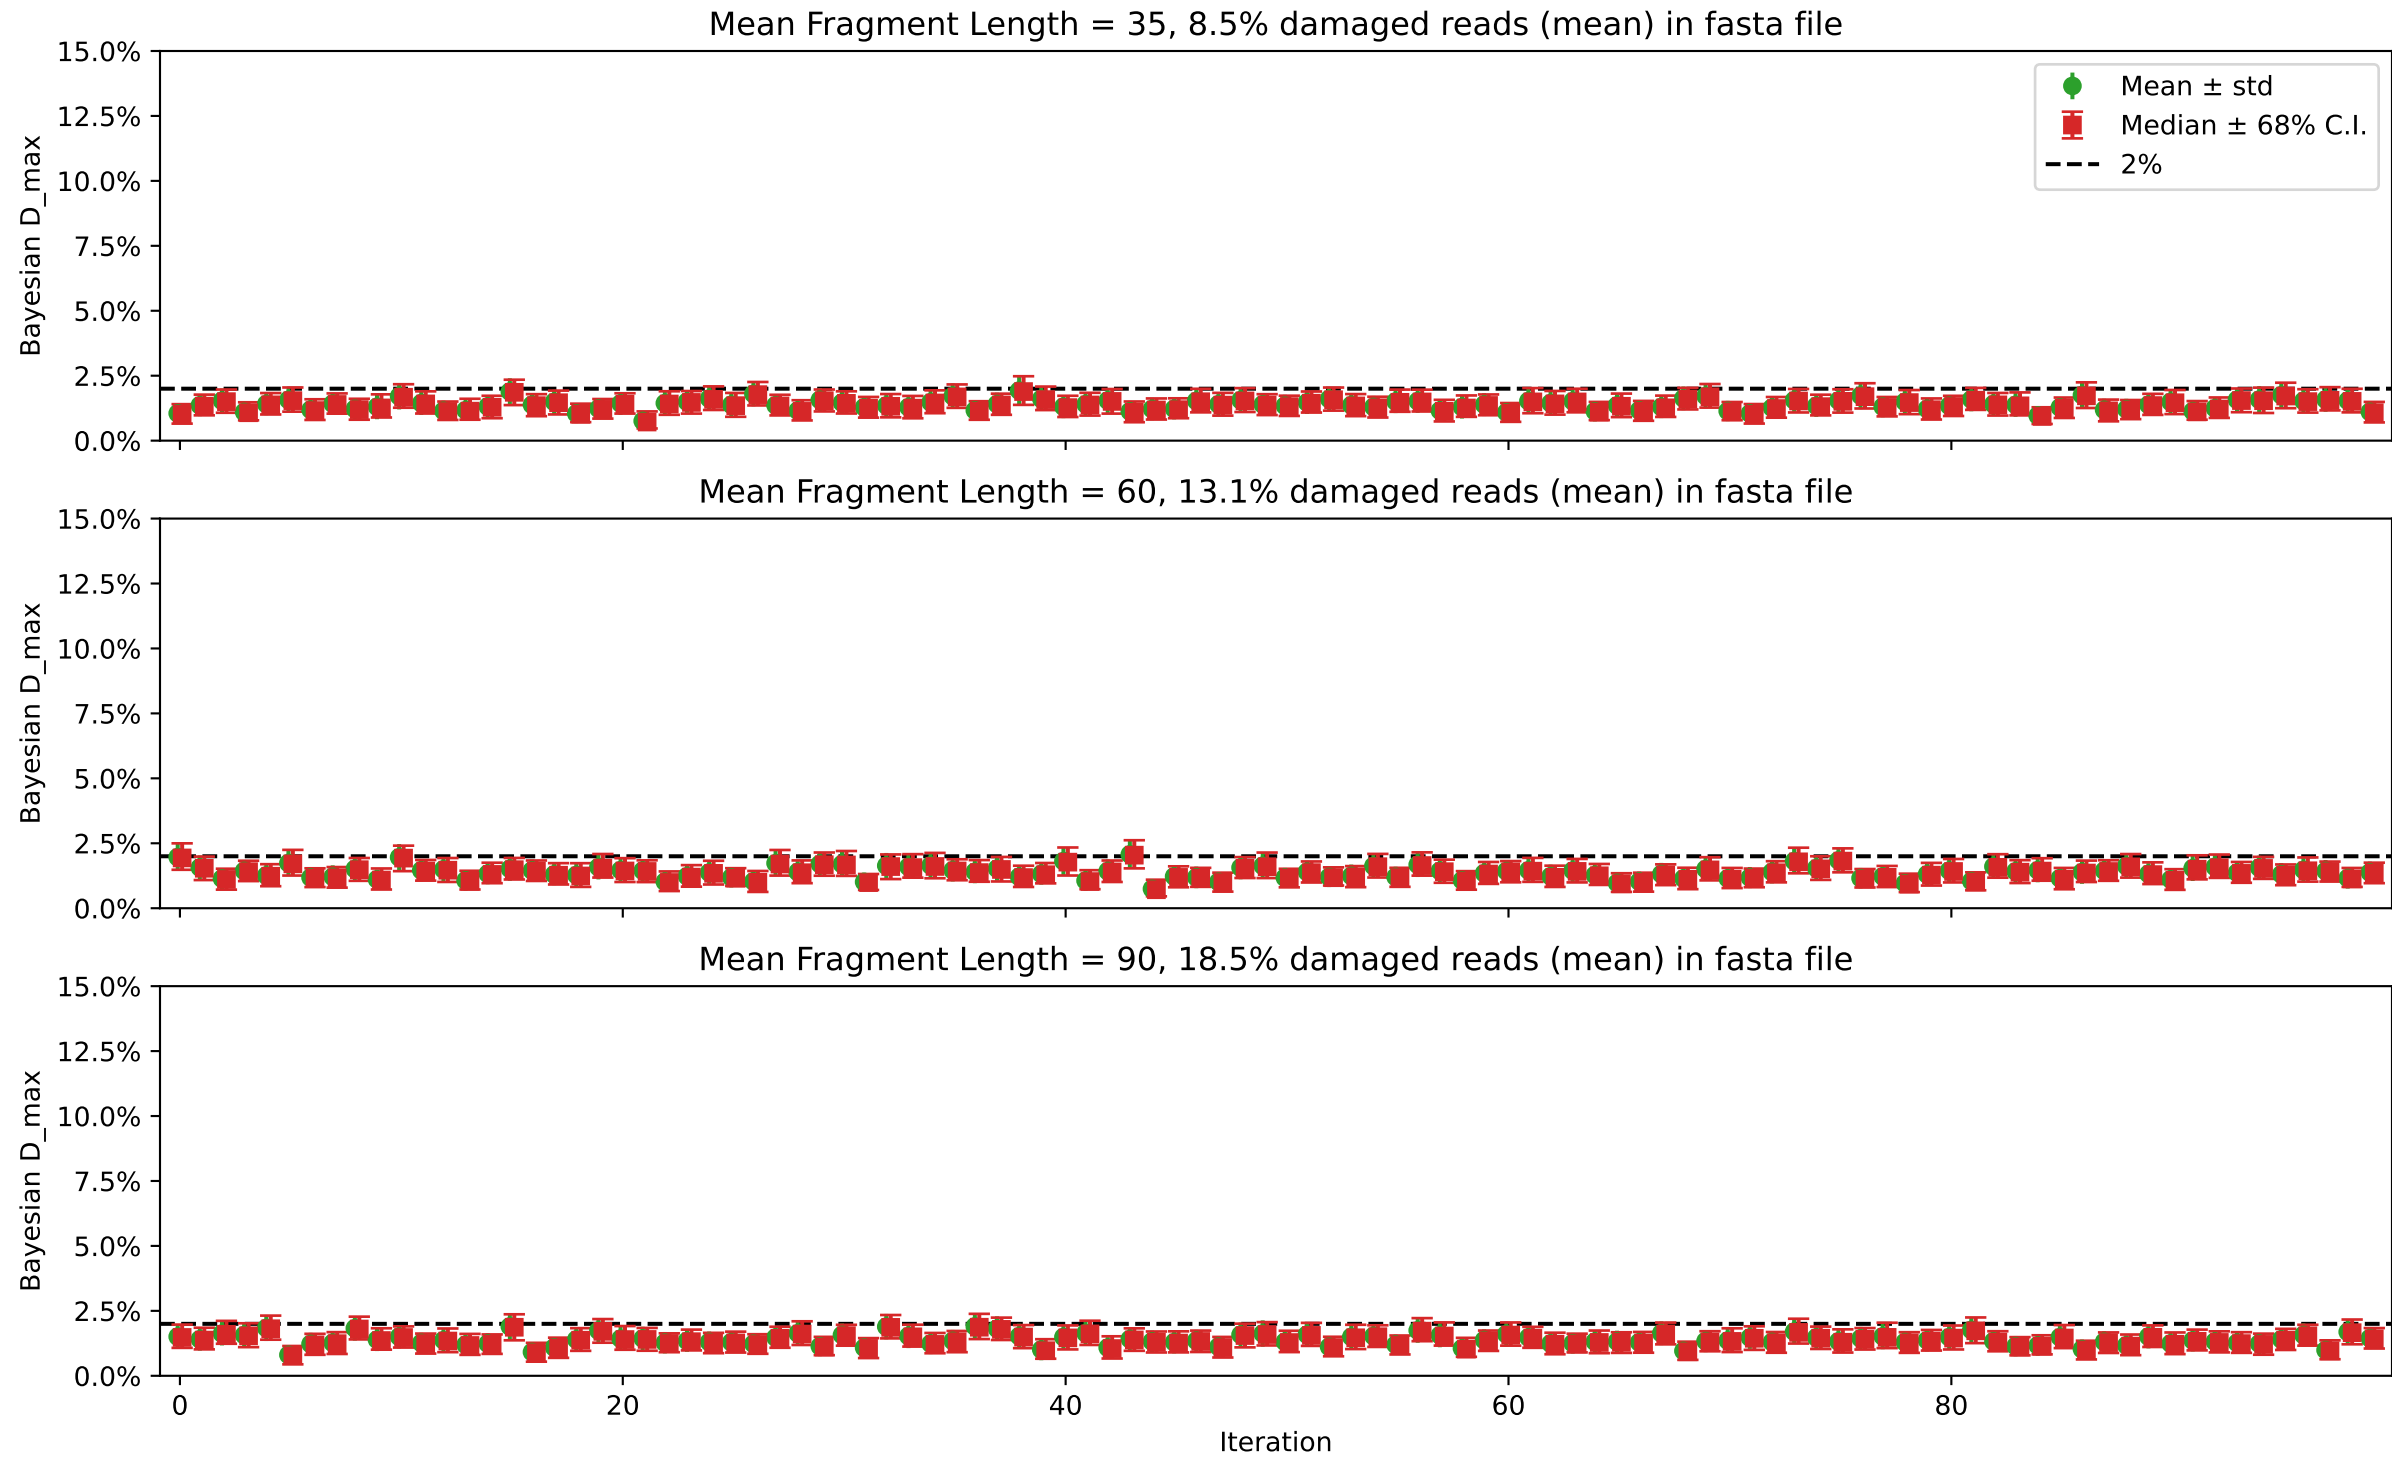 Mean Fragment Length = 35, 8.5% damaged reads (mean) in fasta file
15.0%
12.5%
10.0%
7.5%
5.0%
2.5%
0.0%
Bayesian D_max
Mean ± std
Median ± 68% C.I.
2%
Mean Fragment Length = 60, 13.1% damaged reads (mean) in fasta file
15.0%
12.5%
10.0%
7.5%
5.0%
2.5%
0.0%
Bayesian D_max
Mean Fragment Length = 90, 18.5% damaged reads (mean) in fasta file
15.0%
12.5%
10.0%
7.5%
5.0%
2.5%
0.0%
Bayesian D_max
0 20 40 60 80
Iteration